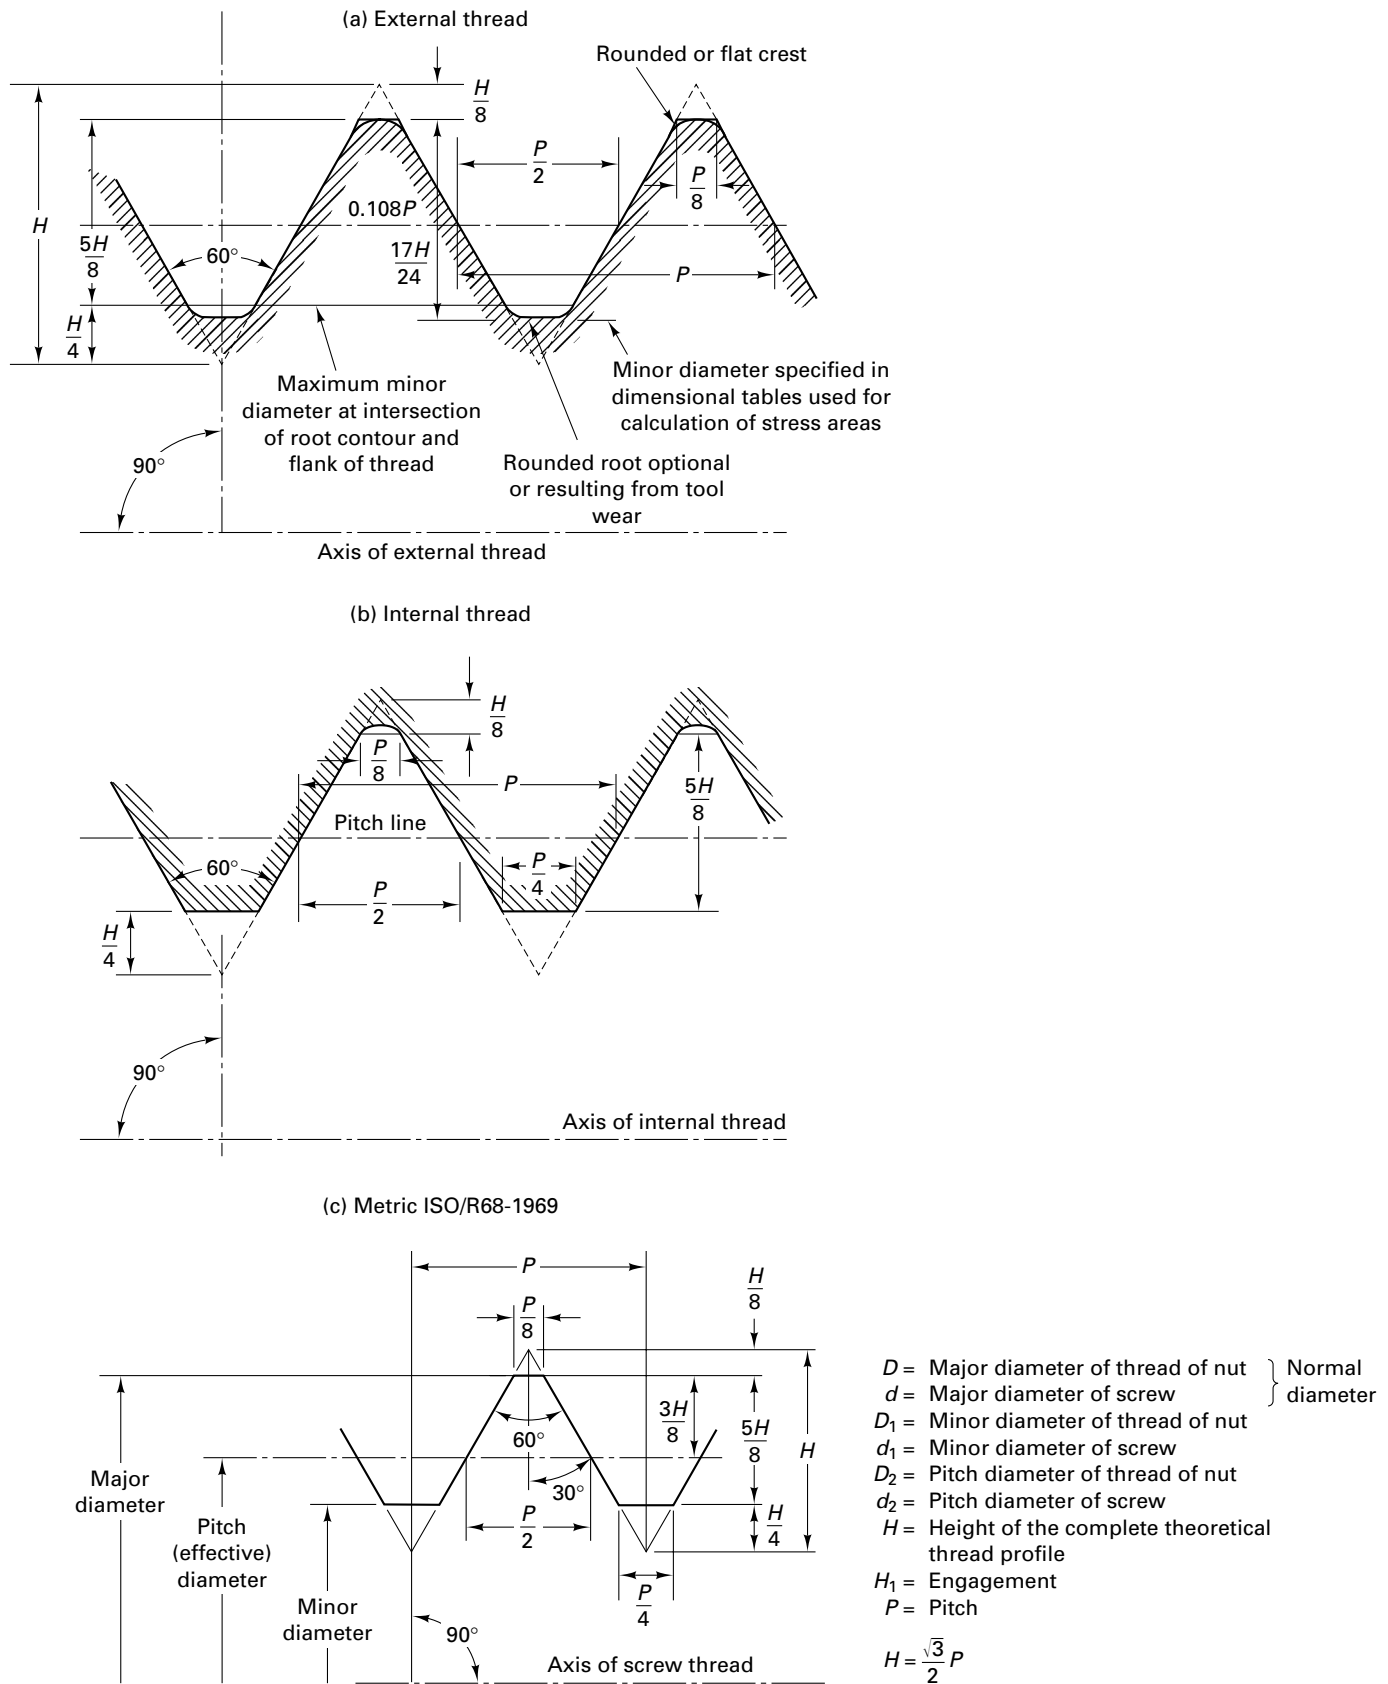 (a) External thread
Rounded or flat crest
H
8
P
2
P
8
H
0.108P
5H
8
60°
17H
24
P
H
4
Maximum minor
diameter at intersection
of root contour and
flank of thread
Minor diameter specified in
dimensional tables used for
calculation of stress areas
90°
Rounded root optional
or resulting from tool
wear
Axis of external thread
(b) Internal thread
H
8
P
8
P
5H
8
Pitch line
60°
P
4
P
2
H
4
90°
Axis of internal thread
(c) Metric ISO/R68-1969
P
H
8
P
8
3H
8
5H
8
H
60°
30°
Major
diameter
Pitch
(effective)
diameter
P
2
H
4
Minor
diameter
P
4
90°
Axis of screw thread
D = Major diameter of thread of nut
d = Major diameter of screw
} Normal
diameter
D₁ = Minor diameter of thread of nut
d₁ = Minor diameter of screw
D₂ = Pitch diameter of thread of nut
d₂ = Pitch diameter of screw
H = Height of the complete theoretical
thread profile
H₁ = Engagement
P = Pitch
H = √3/2 P